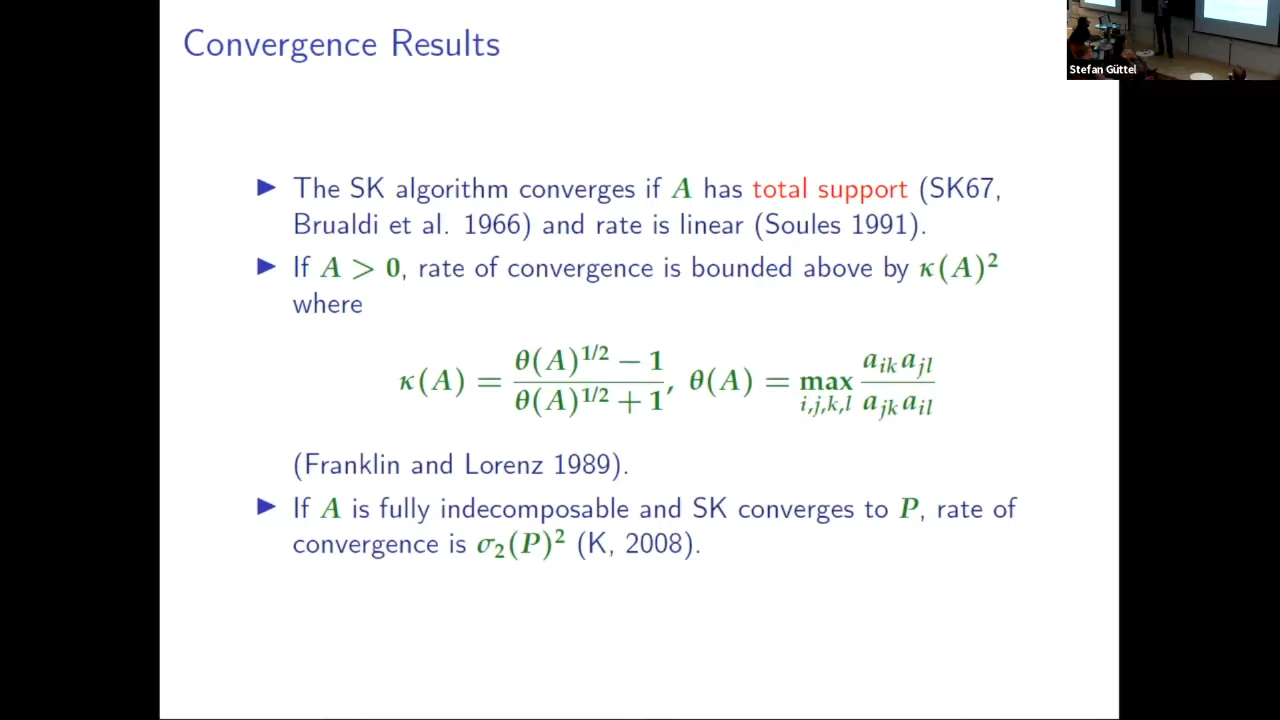 Convergence Results
Stefan Güttel
▶ The SK algorithm converges if A has total support (SK67,
Brualdi et al. 1966) and rate is linear (Soules 1991).
▶ If A > 0, rate of convergence is bounded above by κ(A)²
where
κ(A) = (θ(A)^{1/2} − 1)/(θ(A)^{1/2} + 1), θ(A) = max_{i,j,k,l} (a_{ik} a_{jl})/(a_{jk} a_{il})
(Franklin and Lorenz 1989).
▶ If A is fully indecomposable and SK converges to P, rate of
convergence is σ₂(P)² (K, 2008).